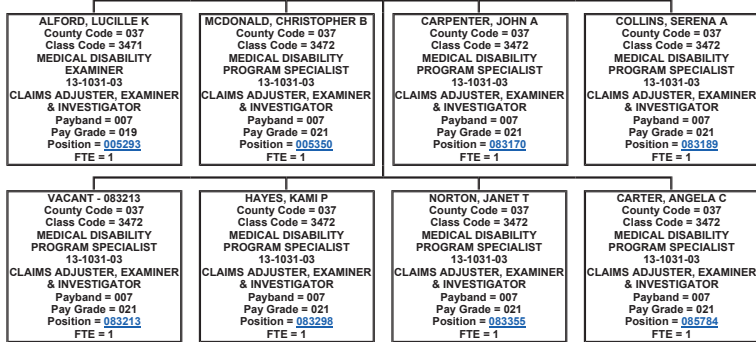 ALFORD, LUCILLE K
County Code = 037
Class Code = 3471
MEDICAL DISABILITY
EXAMINER
13-1031-03
CLAIMS ADJUSTER, EXAMINER
& INVESTIGATOR
Payband = 007
Pay Grade = 019
Position = 005293
FTE = 1
MCDONALD, CHRISTOPHER B
County Code = 037
Class Code = 3472
MEDICAL DISABILITY
PROGRAM SPECIALIST
13-1031-03
CLAIMS ADJUSTER, EXAMINER
& INVESTIGATOR
Payband = 007
Pay Grade = 021
Position = 005350
FTE = 1
CARPENTER, JOHN A
County Code = 037
Class Code = 3472
MEDICAL DISABILITY
PROGRAM SPECIALIST
13-1031-03
CLAIMS ADJUSTER, EXAMINER
& INVESTIGATOR
Payband = 007
Pay Grade = 021
Position = 083170
FTE = 1
COLLINS, SERENA A
County Code = 037
Class Code = 3472
MEDICAL DISABILITY
PROGRAM SPECIALIST
13-1031-03
CLAIMS ADJUSTER, EXAMINER
& INVESTIGATOR
Payband = 007
Pay Grade = 021
Position = 083189
FTE = 1
VACANT - 083213
County Code = 037
Class Code = 3472
MEDICAL DISABILITY
PROGRAM SPECIALIST
13-1031-03
CLAIMS ADJUSTER, EXAMINER
& INVESTIGATOR
Payband = 007
Pay Grade = 021
Position = 083213
FTE = 1
HAYES, KAMI P
County Code = 037
Class Code = 3472
MEDICAL DISABILITY
PROGRAM SPECIALIST
13-1031-03
CLAIMS ADJUSTER, EXAMINER
& INVESTIGATOR
Payband = 007
Pay Grade = 021
Position = 083298
FTE = 1
NORTON, JANET T
County Code = 037
Class Code = 3472
MEDICAL DISABILITY
PROGRAM SPECIALIST
13-1031-03
CLAIMS ADJUSTER, EXAMINER
& INVESTIGATOR
Payband = 007
Pay Grade = 021
Position = 083355
FTE = 1
CARTER, ANGELA C
County Code = 037
Class Code = 3472
MEDICAL DISABILITY
PROGRAM SPECIALIST
13-1031-03
CLAIMS ADJUSTER, EXAMINER
& INVESTIGATOR
Payband = 007
Pay Grade = 021
Position = 085784
FTE = 1